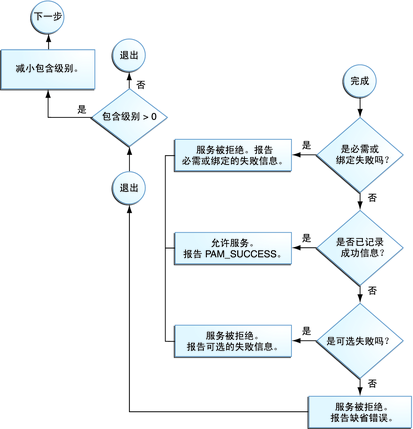 下一步
减小包含级别。
退出
否
是
包含级别 > 0
退出
完成
是必需或
绑定失败吗?
是
服务被拒绝。报告
必需或绑定的失败信息。
否
是否已记录
成功信息?
是
允许服务。
报告 PAM_SUCCESS。
否
是可选失败吗?
是
服务被拒绝。
报告可选的失败信息。
否
服务被拒绝。
报告缺省错误。